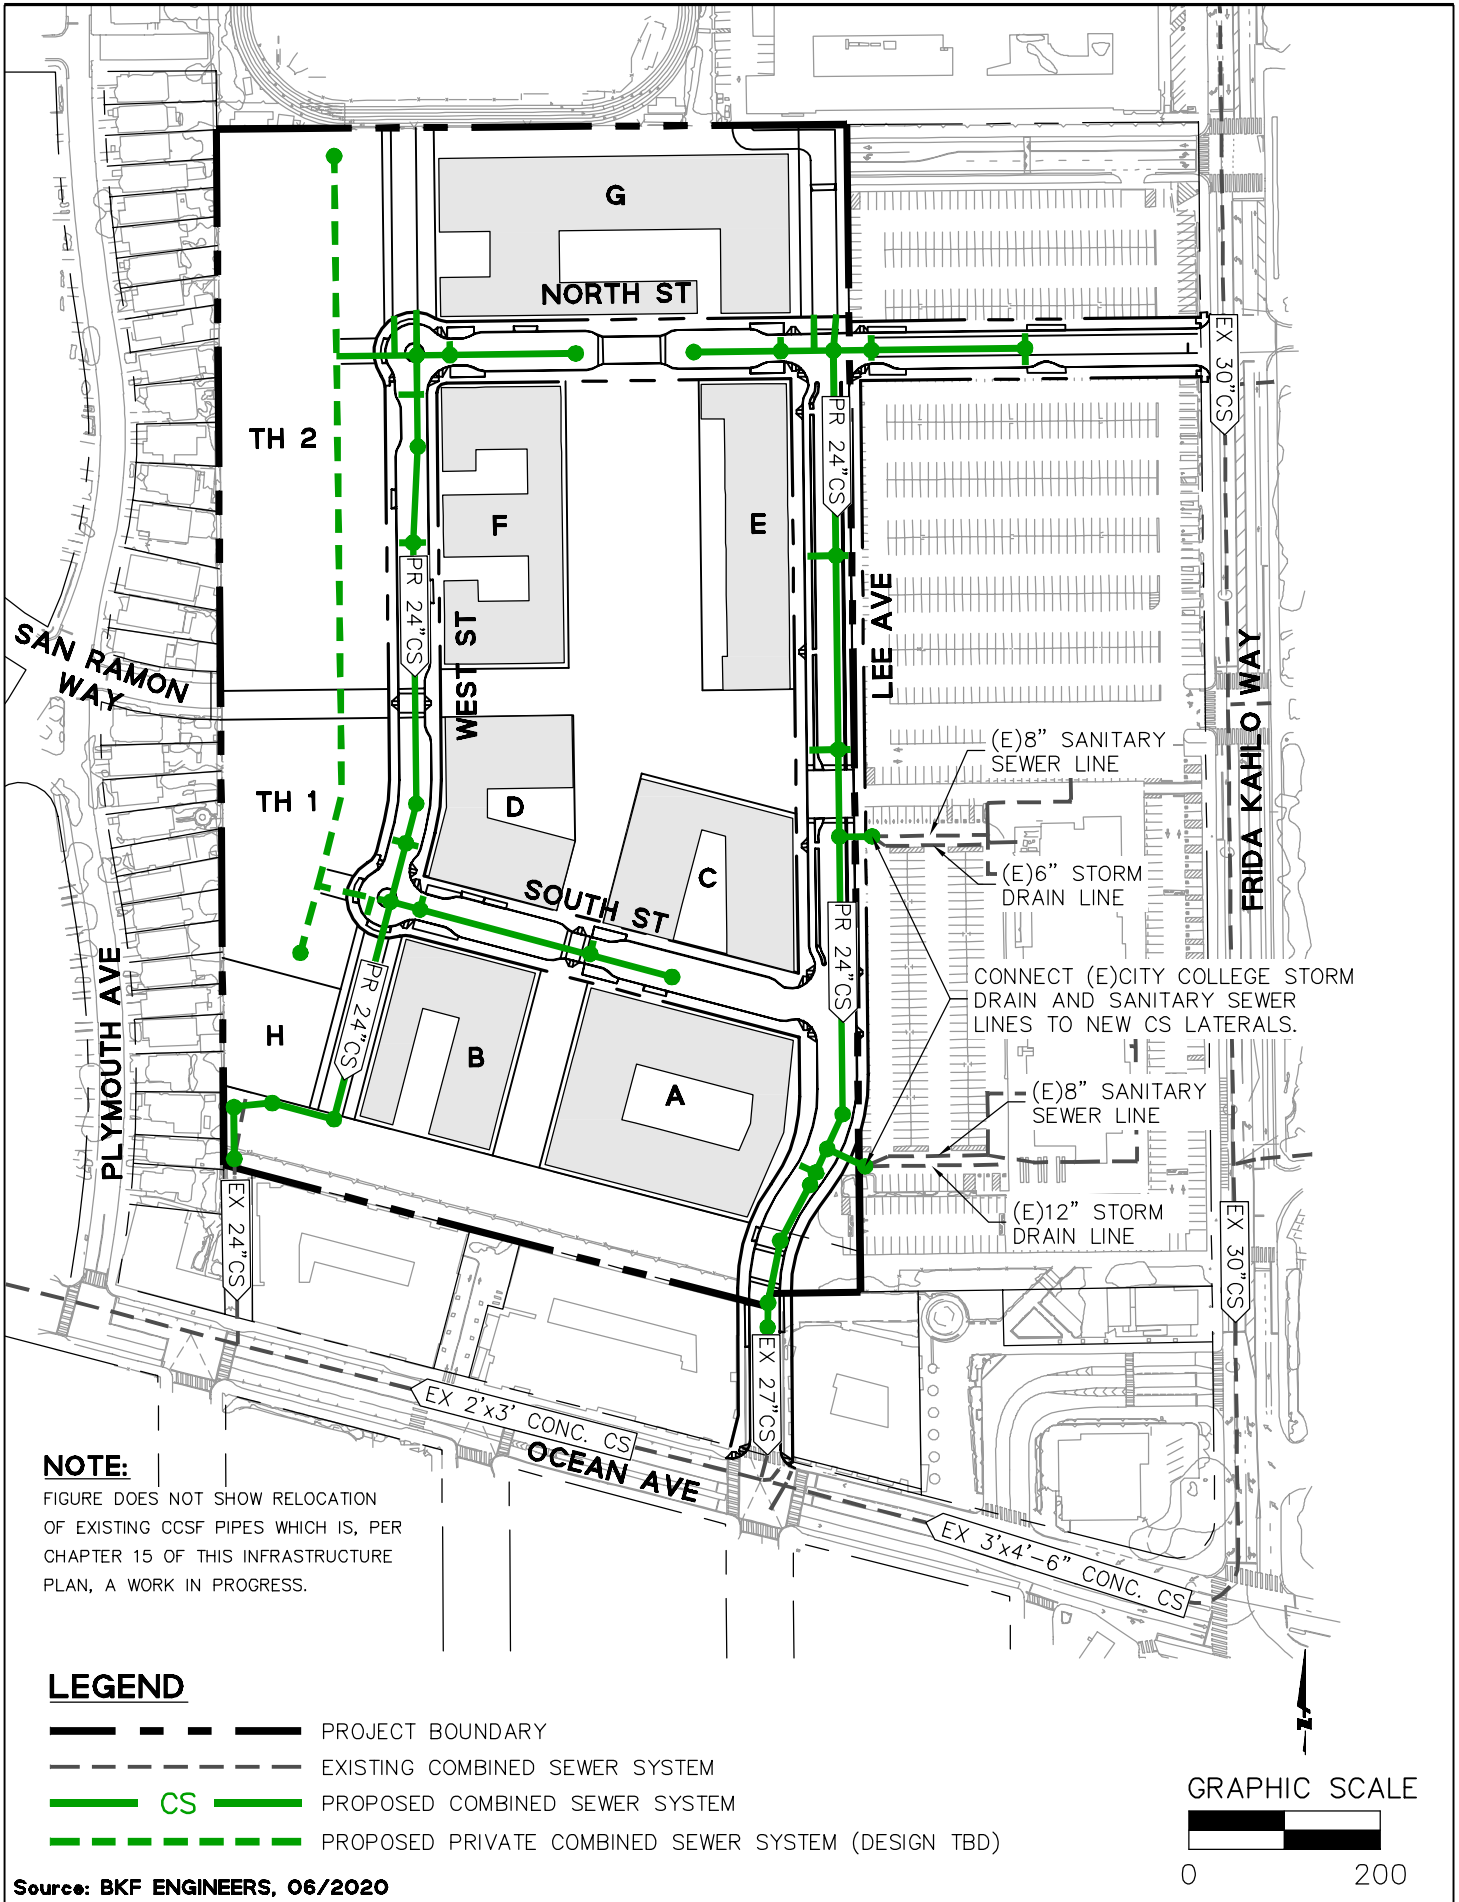 G
NORTH ST
EX 30"CS
TH 2
PR 24"CS
F
E
PR 24"CS
LEE AVE
WEST ST
SAN RAMON
WAY
FRIDA KAHLO WAY
(E)8" SANITARY
SEWER LINE
TH 1
D
C
(E)6" STORM
DRAIN LINE
SOUTH ST
PR 24"CS
PLYMOUTH AVE
PR 24"CS
CONNECT (E)CITY COLLEGE STORM
DRAIN AND SANITARY SEWER
LINES TO NEW CS LATERALS.
H
B
A
(E)8" SANITARY
SEWER LINE
EX 24"CS
(E)12" STORM
DRAIN LINE
EX 30"CS
EX 27"CS
EX 2'x3' CONC. CS
OCEAN AVE
EX 3'x4'-6" CONC. CS
NOTE:
FIGURE DOES NOT SHOW RELOCATION
OF EXISTING CCSF PIPES WHICH IS, PER
CHAPTER 15 OF THIS INFRASTRUCTURE
PLAN, A WORK IN PROGRESS.
LEGEND
PROJECT BOUNDARY
EXISTING COMBINED SEWER SYSTEM
CS PROPOSED COMBINED SEWER SYSTEM
PROPOSED PRIVATE COMBINED SEWER SYSTEM (DESIGN TBD)
Z
GRAPHIC SCALE
0 200
Source: BKF ENGINEERS, 06/2020